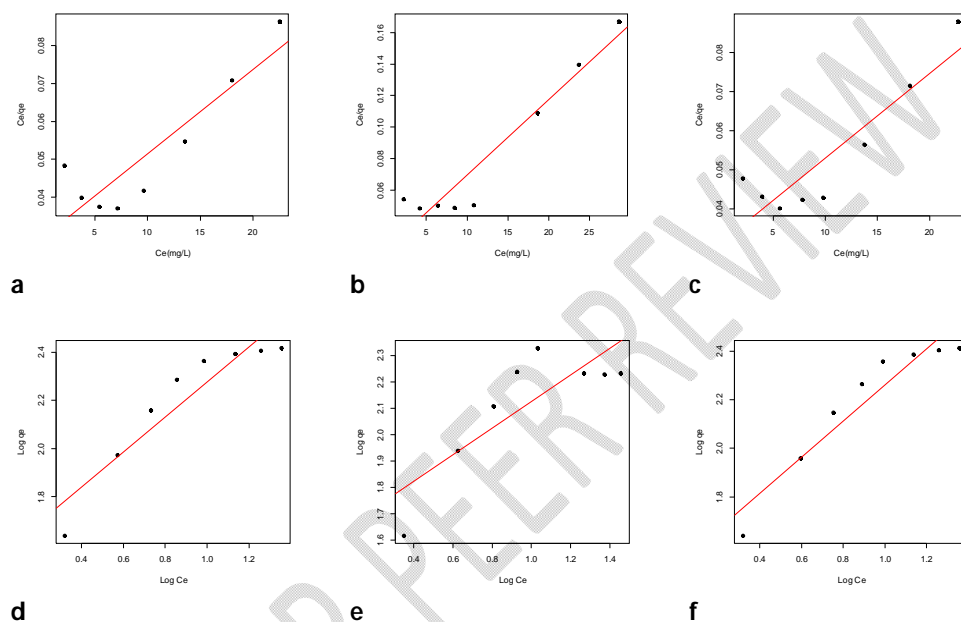 0.04 0.05 0.06 0.07 0.08
Ce/qe
5 10 15 20
Ce(mg/L)
a
0.06 0.08 0.10 0.12 0.14 0.16
Ce/qe
5 10 15 20 25
Ce(mg/L)
b
0.04 0.05 0.06 0.07 0.08
Ce/qe
5 10 15 20
Ce(mg/L)
c
1.8 2.0 2.2 2.4
Log qe
0.4 0.6 0.8 1.0 1.2
Log Ce
d
1.6 1.7 1.8 1.9 2.0 2.1 2.2 2.3
Log qe
0.4 0.6 0.8 1.0 1.2 1.4
Log Ce
e
1.8 2.0 2.2 2.4
Log qe
0.4 0.6 0.8 1.0 1.2
Log Ce
f
PEER REVIEW